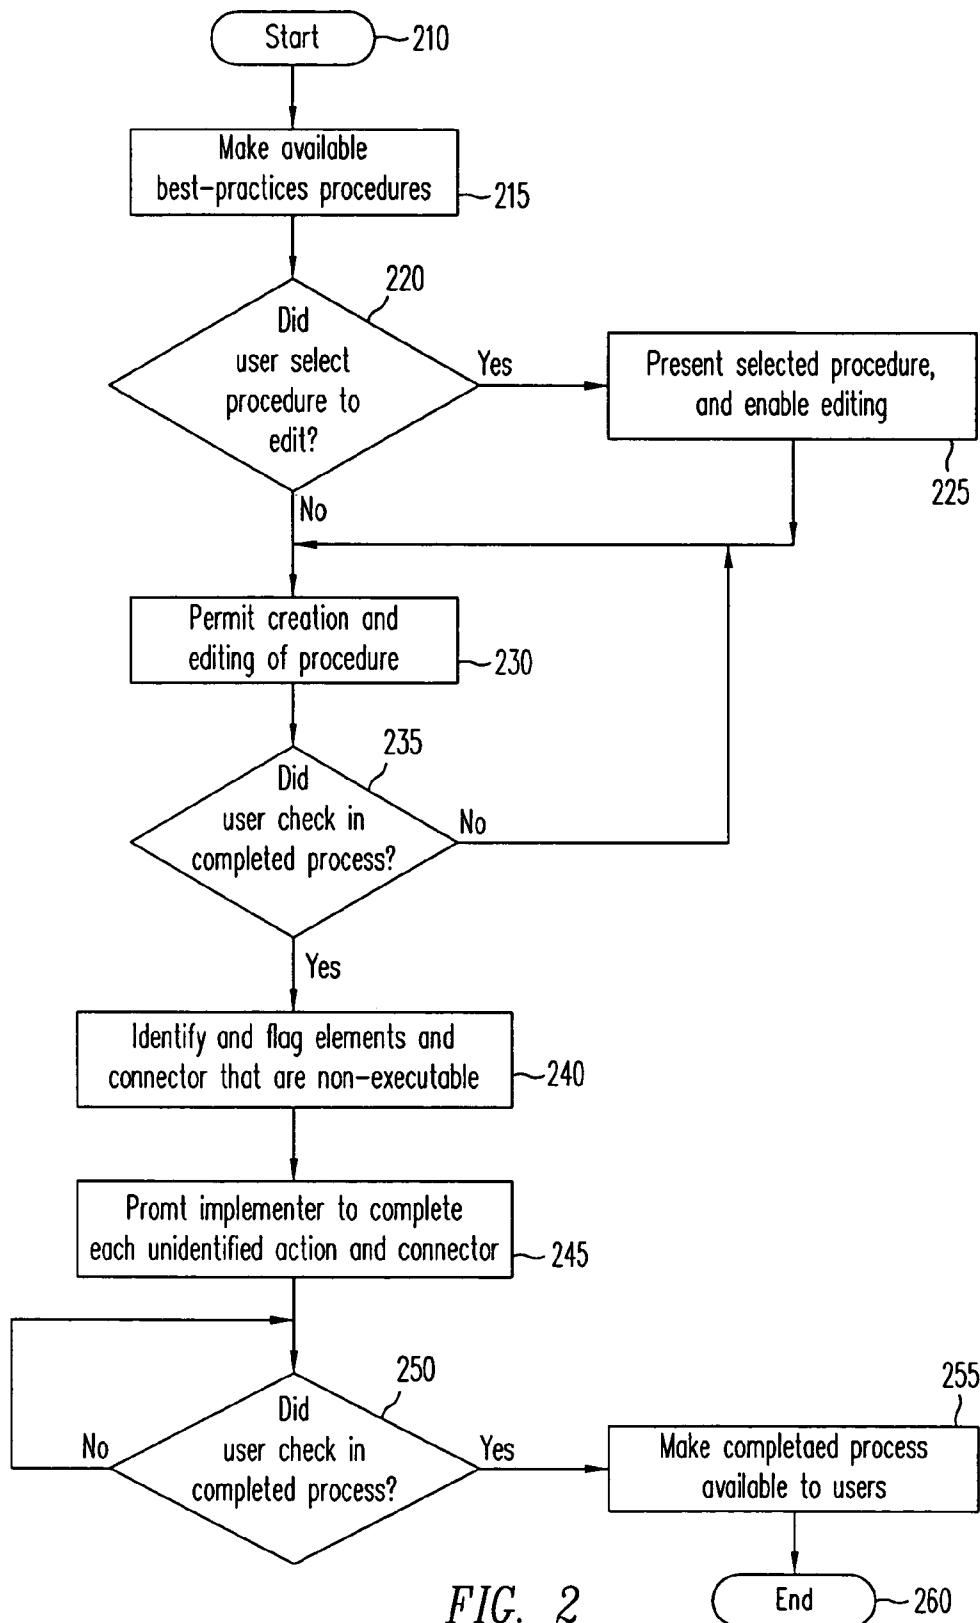 Start
210
Make available
best-practices procedures
215
220
Did
user select
procedure to
edit?
Yes
Present selected procedure,
and enable editing
225
No
Permit creation and
editing of procedure
230
235
Did
user check in
completed process?
No
Yes
Identify and flag elements and
connector that are non-executable
240
Promt implementer to complete
each unidentified action and connector
245
250
Did
user check in
completed process?
No
Yes
255
Make completaed process
available to users
End
260
FIG. 2